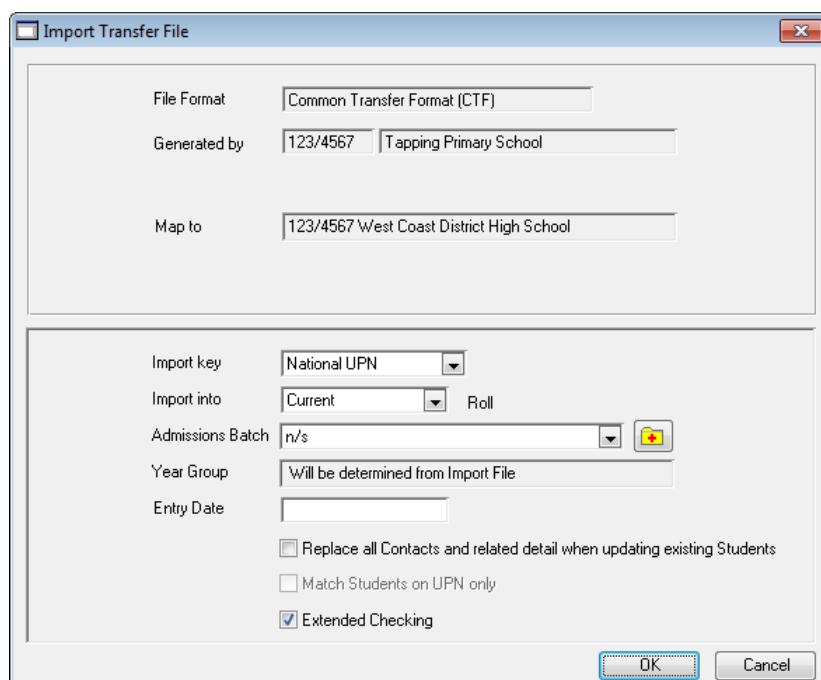 Import Transfer File
File Format Common Transfer Format (CTF)
Generated by 123/4567 Tapping Primary School
Map to 123/4567 West Coast District High School
Import key National UPN
Import into Current Roll
Admissions Batch n/s
Year Group Will be determined from Import File
Entry Date
Replace all Contacts and related detail when updating existing Students
Match Students on UPN only
Extended Checking
OK Cancel